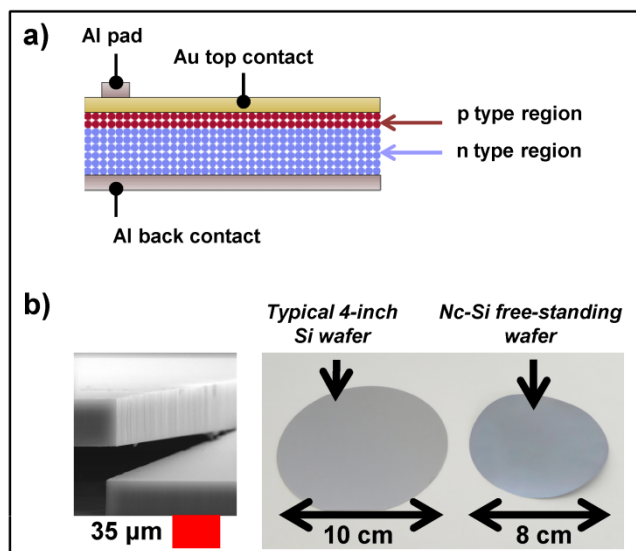 a)
Al pad
Au top contact
p type region
n type region
Al back contact
b)
Typical 4-inch
Si wafer
Nc-Si free-standing
wafer
35 µm
10 cm
8 cm